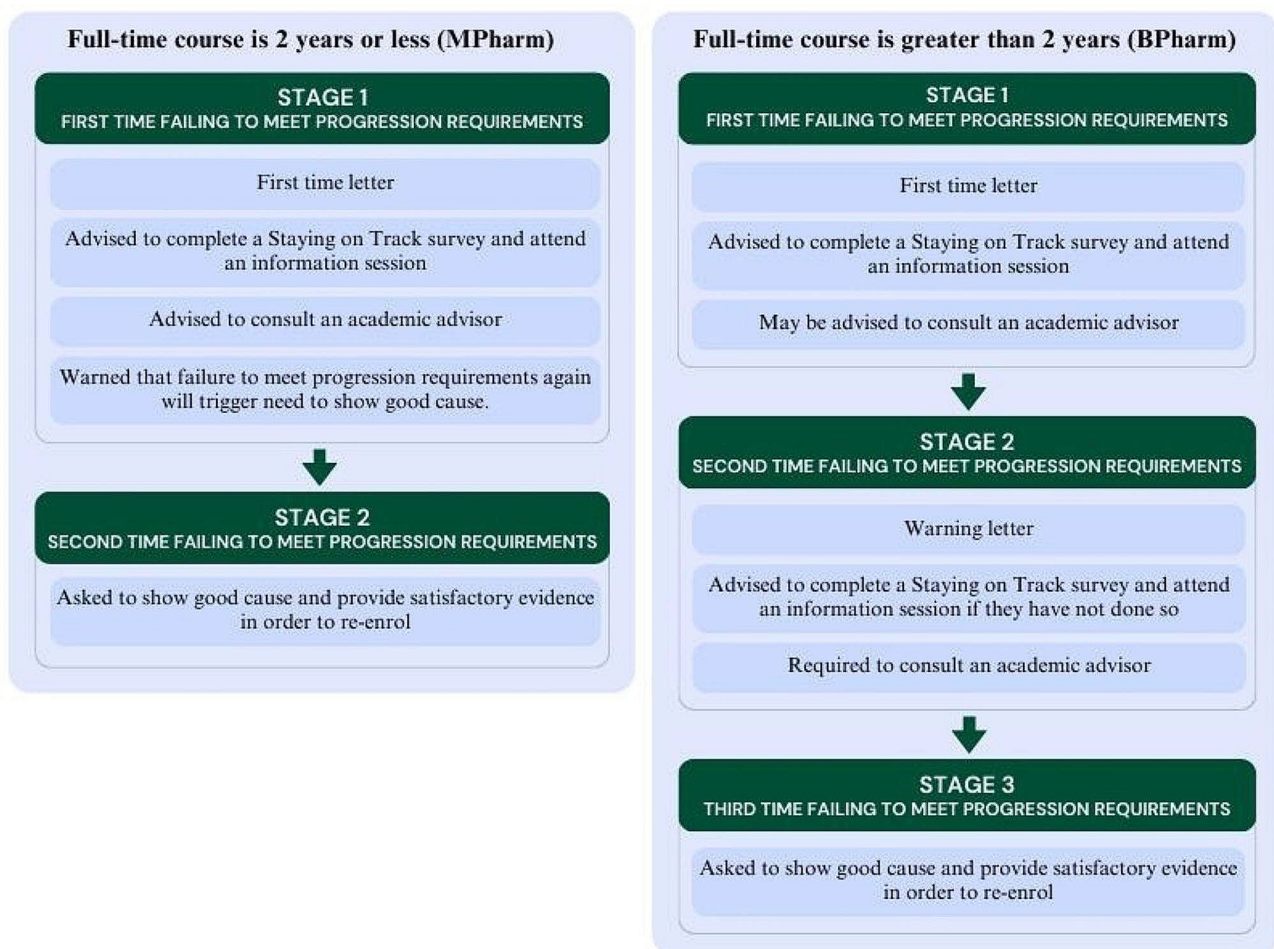 Full-time course is 2 years or less (MPharm)
STAGE 1
FIRST TIME FAILING TO MEET PROGRESSION REQUIREMENTS
First time letter
Advised to complete a Staying on Track survey and attend
an information session
Advised to consult an academic advisor
Warned that failure to meet progression requirements again
will trigger need to show good cause.
STAGE 2
SECOND TIME FAILING TO MEET PROGRESSION REQUIREMENTS
Asked to show good cause and provide satisfactory evidence
in order to re-enrol
Full-time course is greater than 2 years (BPharm)
STAGE 1
FIRST TIME FAILING TO MEET PROGRESSION REQUIREMENTS
First time letter
Advised to complete a Staying on Track survey and attend
an information session
May be advised to consult an academic advisor
STAGE 2
SECOND TIME FAILING TO MEET PROGRESSION REQUIREMENTS
Warning letter
Advised to complete a Staying on Track survey and attend
an information session if they have not done so
Required to consult an academic advisor
STAGE 3
THIRD TIME FAILING TO MEET PROGRESSION REQUIREMENTS
Asked to show good cause and provide satisfactory evidence
in order to re-enrol